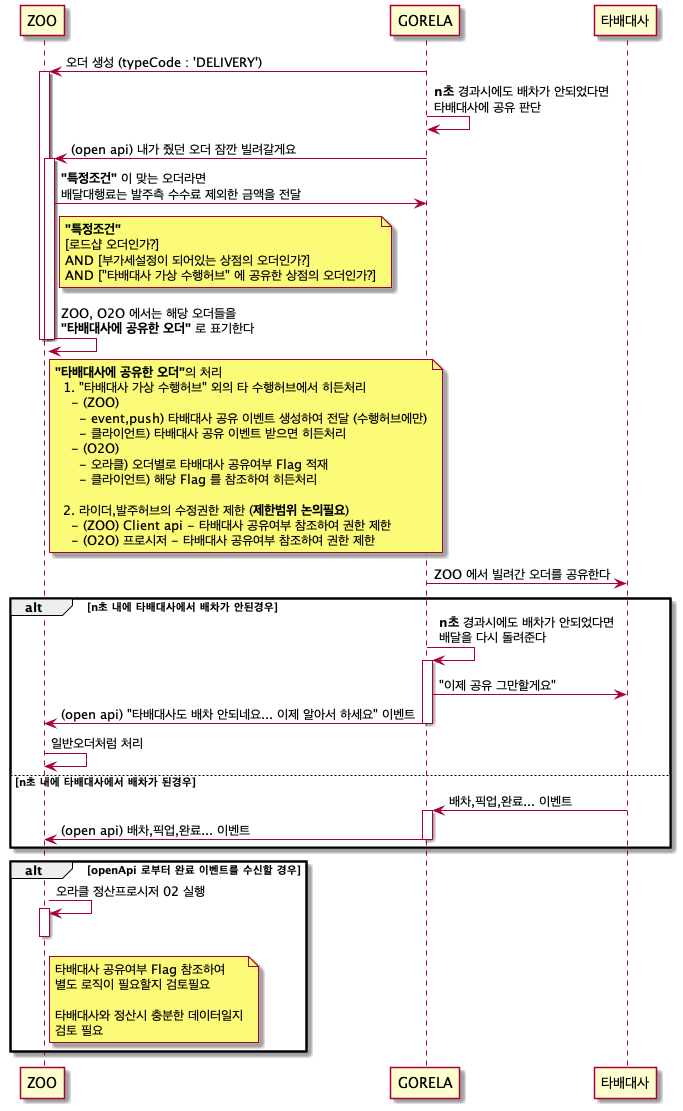 ZOO GORELA 타배대사
오더 생성 (typeCode : 'DELIVERY')
n초 경과시에도 배차가 안되었다면
타배대사에 공유 판단
(open api) 내가 줬던 오더 잠깐 빌려갈게요
"특정조건" 이 맞는 오더라면
배달대행료는 발주측 수수료 제외한 금액을 전달
"특정조건"
[로드샵 오더인가?]
AND [부가세설정이 되어있는 상점의 오더인가?]
AND ["타배대사 가상 수행허브" 에 공유한 상점의 오더인가?]
ZOO, O2O 에서는 해당 오더들을
"타배대사에 공유한 오더" 로 표기한다
"타배대사에 공유한 오더"의 처리
1. "타배대사 가상 수행허브" 외의 타 수행허브에서 히든처리
- (ZOO)
- event,push) 타배대사 공유 이벤트 생성하여 전달 (수행허브에만)
- 클라이언트) 타배대사 공유 이벤트 받으면 히든처리
- (O2O)
- 오라클) 오더별로 타배대사 공유여부 Flag 적재
- 클라이언트) 해당 Flag 를 참조하여 히든처리
2. 라이더,발주허브의 수정권한 제한 (제한범위 논의필요)
- (ZOO) Client api - 타배대사 공유여부 참조하여 권한 제한
- (O2O) 프로시저 - 타배대사 공유여부 참조하여 권한 제한
ZOO 에서 빌려간 오더를 공유한다
alt [n초 내에 타배대사에서 배차가 안된경우]
n초 경과시에도 배차가 안되었다면
배달을 다시 돌려준다
"이제 공유 그만할게요"
(open api) "타배대사도 배차 안되네요... 이제 알아서 하세요" 이벤트
일반오더처럼 처리
[n초 내에 타배대사에서 배차가 된경우]
배차,픽업,완료... 이벤트
(open api) 배차,픽업,완료... 이벤트
alt [openApi 로부터 완료 이벤트를 수신할 경우]
오라클 정산프로시저 02 실행
타배대사 공유여부 Flag 참조하여
별도 로직이 필요할지 검토필요
타배대사와 정산시 충분한 데이터일지
검토 필요
ZOO GORELA 타배대사